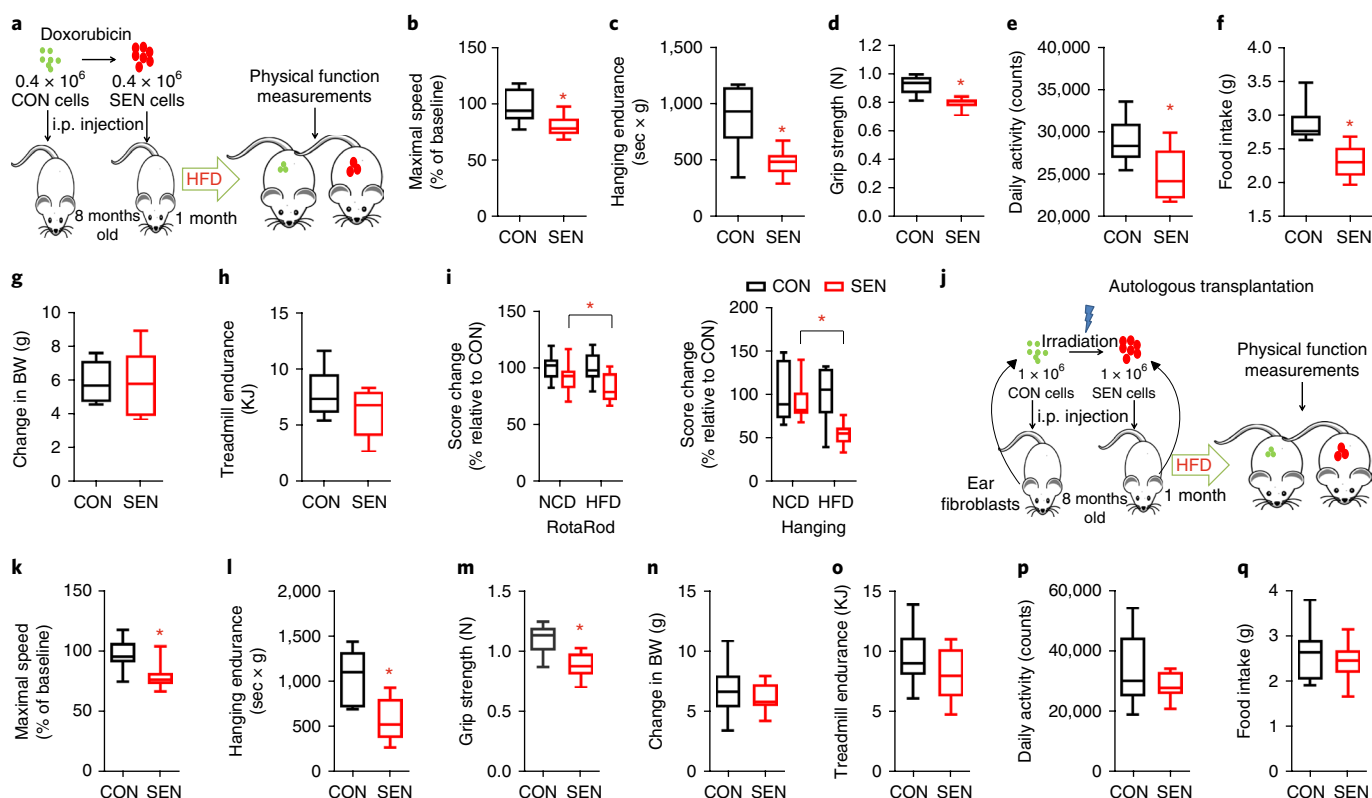 a
Doxorubicin
0.4 × 10⁶
CON cells
0.4 × 10⁶
SEN cells
i.p. injection
Physical function
measurements
HFD
8 months
old
1 month
b
Maximal speed
(% of baseline)
150
100
50
0
CON SEN
*
c
Hanging endurance
(sec × g)
1,500
1,000
500
0
CON SEN
*
d
Grip strength (N)
1.2
1.0
0.8
0.6
0.4
0.2
0.0
CON SEN
*
e
Daily activity (counts)
40,000
35,000
30,000
25,000
20,000
CON SEN
*
f
Food intake (g)
4.0
3.5
3.0
2.5
2.0
1.5
CON SEN
*
g
Change in BW (g)
10
8
6
4
2
0
CON SEN
h
Treadmill endurance
(KJ)
15
10
5
0
CON SEN
i
CON SEN
Score change
(% relative to CON)
150
100
50
0
*
NCD HFD
RotaRod
Score change
(% relative to CON)
200
150
100
50
0
*
NCD HFD
Hanging
j
Autologous transplantation
Irradiation
1 × 10⁶
CON cells
1 × 10⁶
SEN cells
i.p. injection
Physical function
measurements
HFD
Ear
fibroblasts
8 months
old
1 month
k
Maximal speed
(% of baseline)
150
100
50
0
CON SEN
*
l
Hanging endurance
(sec × g)
2,000
1,500
1,000
500
0
CON SEN
*
m
Grip strength (N)
1.5
1.0
0.5
0.0
CON SEN
*
n
Change in BW (g)
15
10
5
0
CON SEN
o
Treadmill endurance (KJ)
15
10
5
0
CON SEN
p
Daily activity (counts)
60,000
40,000
20,000
0
CON SEN
q
Food intake (g)
4
3
2
1
0
CON SEN